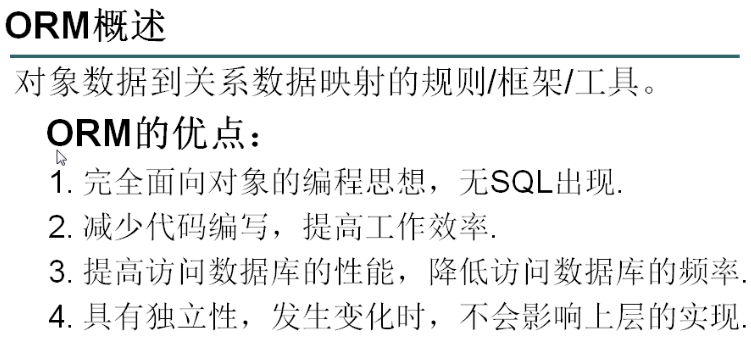 ORM概述
对象数据到关系数据映射的规则/框架/工具。
ORM的优点：
1. 完全面向对象的编程思想，无SQL出现.
2. 减少代码编写，提高工作效率.
3. 提高访问数据库的性能，降低访问数据库的频率.
4. 具有独立性，发生变化时，不会影响上层的实现.